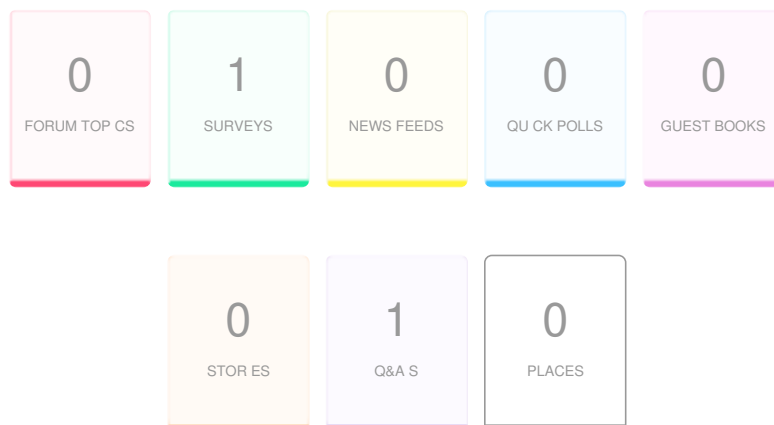 0 1 0 0 0
FORUM TOP CS SURVEYS NEWS FEEDS QU CK POLLS GUEST BOOKS
0 1 0
STOR ES Q&A S PLACES